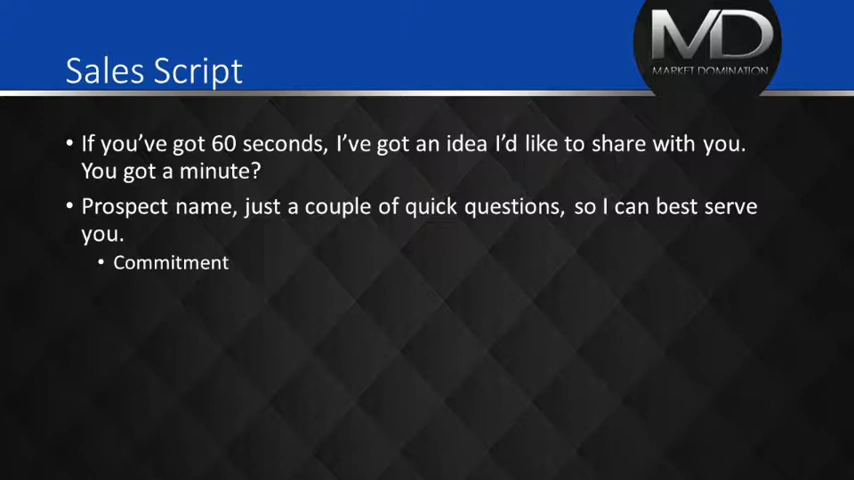 Sales Script
MD
MARKET DOMINATION
• If you've got 60 seconds, I've got an idea I'd like to share with you.
You got a minute?
• Prospect name, just a couple of quick questions, so I can best serve
you.
• Commitment